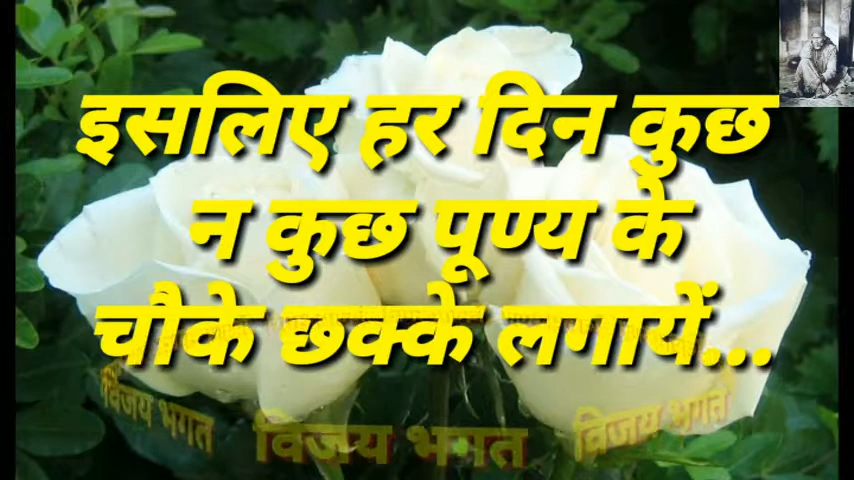 इसलिए हर दिन कुछ
न कुछ पूण्य के
चौके छक्के लगायें...
विजय भगत
विजय भगत
विजय भगत